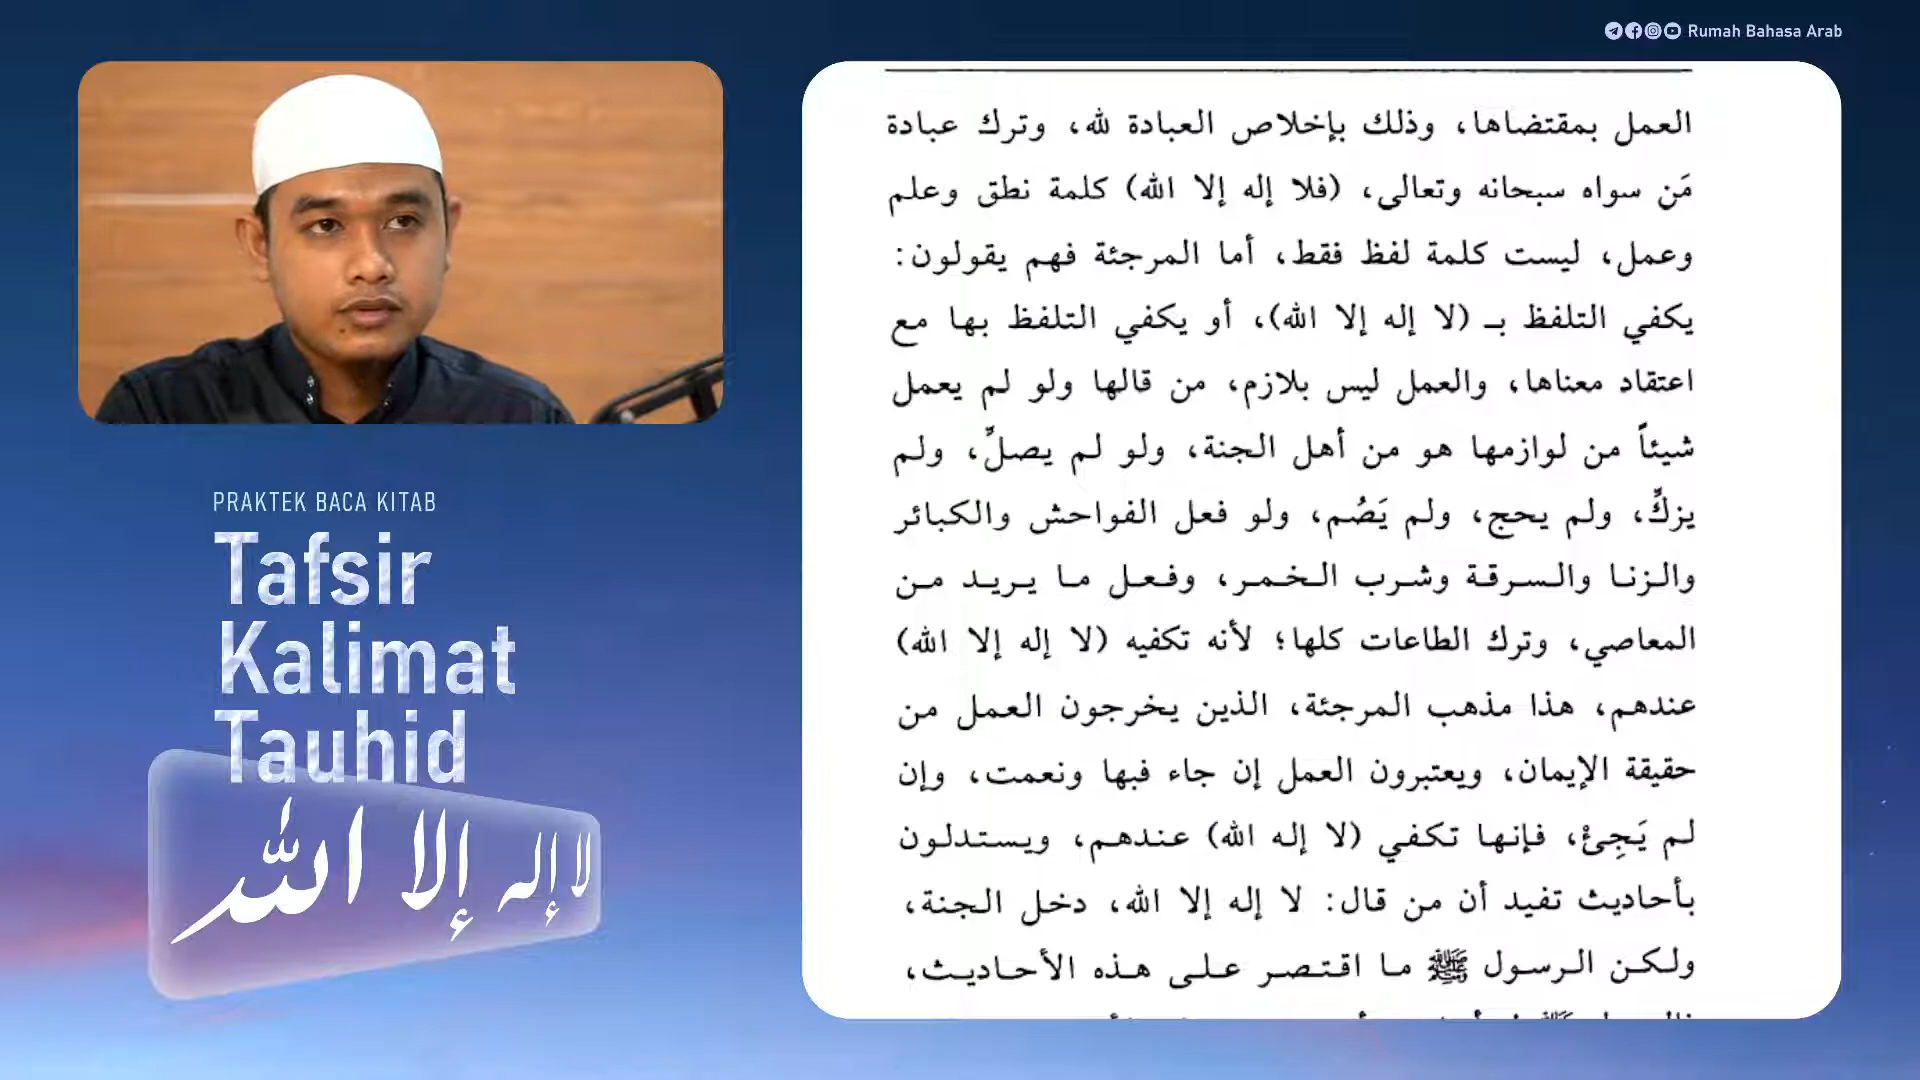 Rumah Bahasa Arab
PRAKTEK BACA KITAB
Tafsir
Kalimat
Tauhid
لا إله إلا الله
العمل بمقتضاها، وذلك بإخلاص العبادة لله، وترك عبادة
مَن سواه سبحانه وتعالى، (فلا إله إلا الله) كلمة نطق وعلم
وعمل، ليست كلمة لفظ فقط، أما المرجئة فهم يقولون:
يكفي التلفظ بـ (لا إله إلا الله)، أو يكفي التلفظ بها مع
اعتقاد معناها، والعمل ليس بلازم، من قالها ولو لم يعمل
شيئاً من لوازمها هو من أهل الجنة، ولو لم يصلِّ، ولم
يزكِّ، ولم يحج، ولم يَصُم، ولو فعل الفواحش والكبائر
والزنا والسرقة وشرب الخمر، وفعل ما يريد من
المعاصي، وترك الطاعات كلها؛ لأنه تكفيه (لا إله إلا الله)
عندهم، هذا مذهب المرجئة، الذين يخرجون العمل من
حقيقة الإيمان، ويعتبرون العمل إن جاء فبها ونعمت، وإن
لم يَجِئْ، فإنها تكفي (لا إله الله) عندهم، ويستدلون
بأحاديث تفيد أن من قال: لا إله إلا الله، دخل الجنة،
ولكن الرسول ﷺ ما اقتصر على هذه الأحاديث،